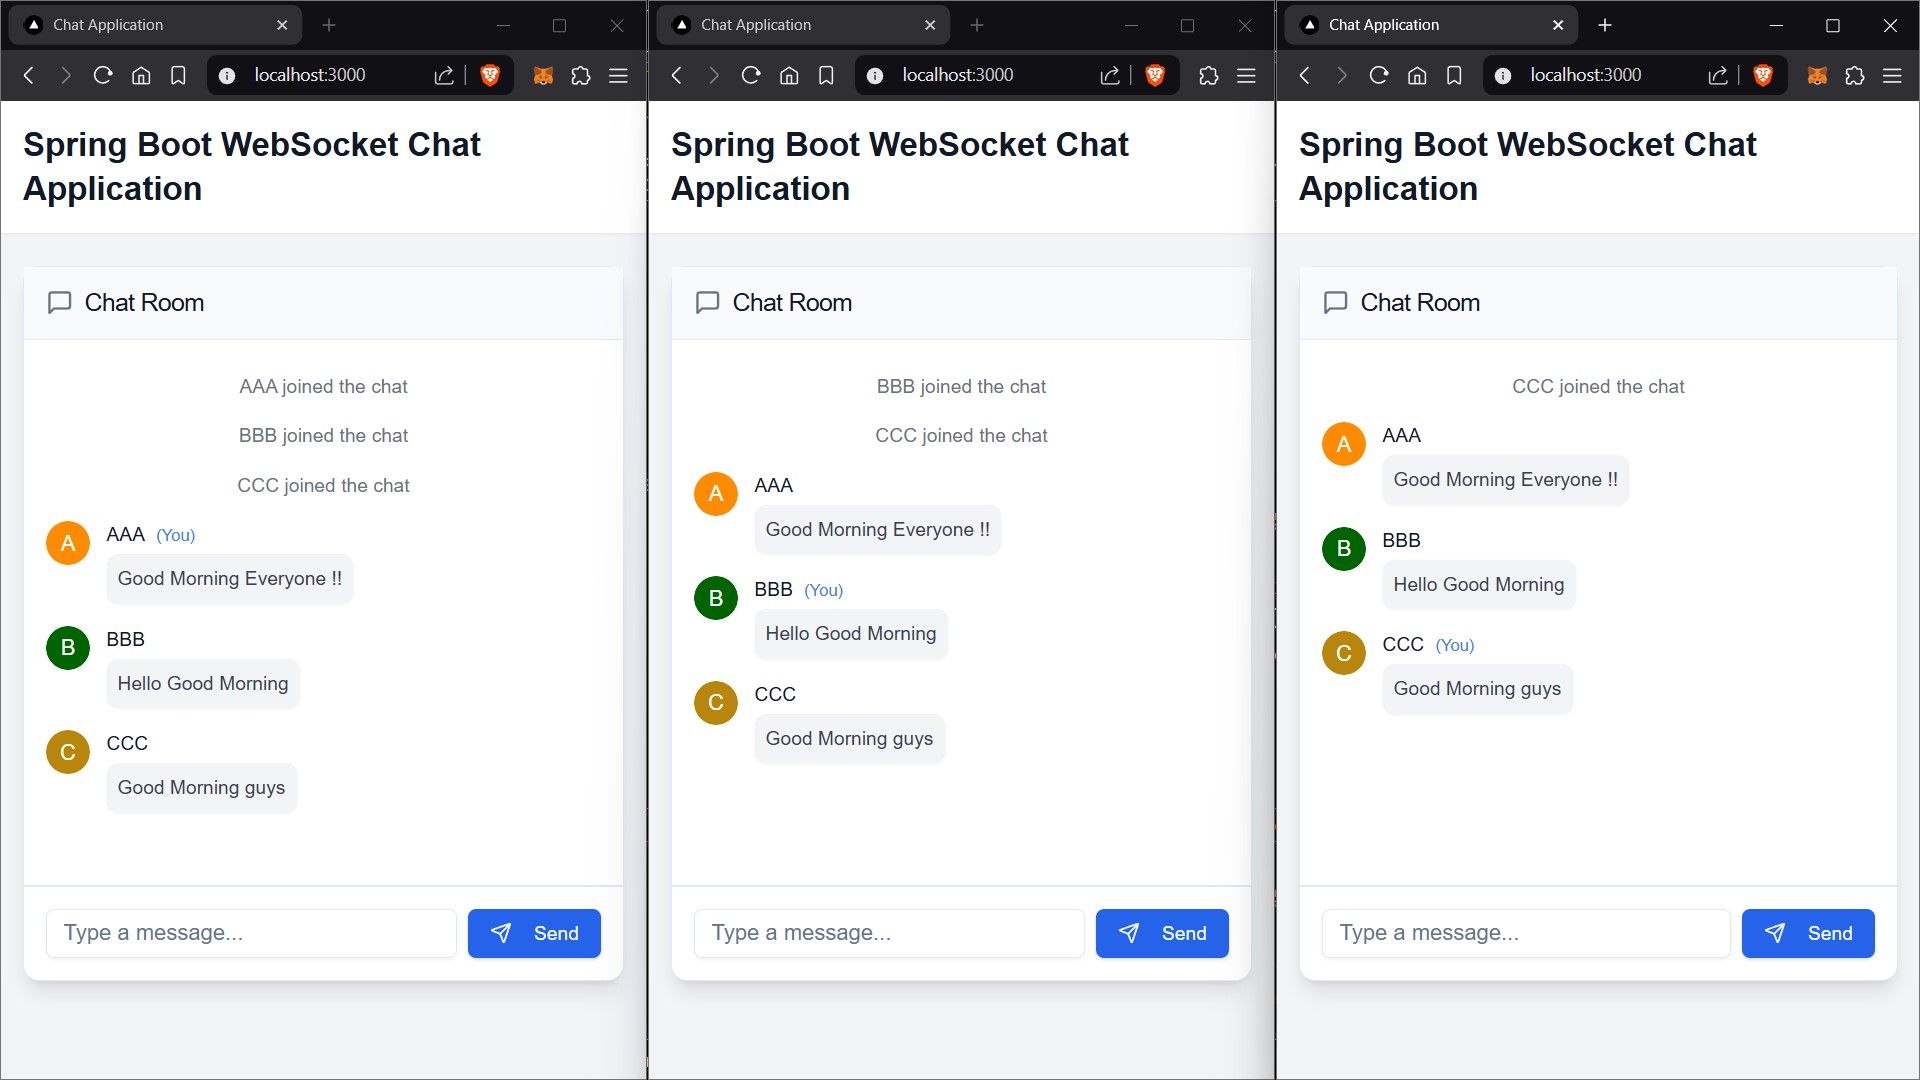 Chat Application
localhost:3000
Spring Boot WebSocket Chat
Application
Chat Room
AAA joined the chat
BBB joined the chat
CCC joined the chat
A
AAA (You)
Good Morning Everyone !!
B
BBB
Hello Good Morning
C
CCC
Good Morning guys
Type a message...
Send
Chat Application
localhost:3000
Spring Boot WebSocket Chat
Application
Chat Room
BBB joined the chat
CCC joined the chat
A
AAA
Good Morning Everyone !!
B
BBB (You)
Hello Good Morning
C
CCC
Good Morning guys
Type a message...
Send
Chat Application
localhost:3000
Spring Boot WebSocket Chat
Application
Chat Room
CCC joined the chat
A
AAA
Good Morning Everyone !!
B
BBB
Hello Good Morning
C
CCC (You)
Good Morning guys
Type a message...
Send